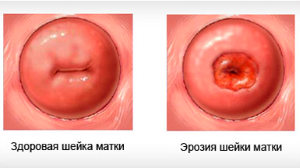 Здоровая шейка матки
Эрозия шейки матки